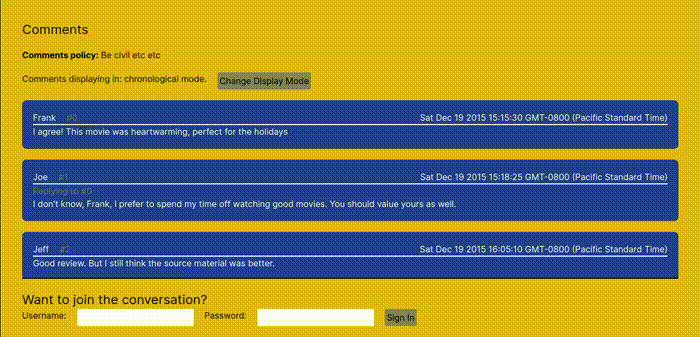 Comments
Comments policy: Be civil etc etc
Comments displaying in: chronological mode. Change Display Mode
Frank #0 Sat Dec 19 2015 15:15:30 GMT-0800 (Pacific Standard Time)
I agree! This movie was heartwarming, perfect for the holidays
Joe #1 Sat Dec 19 2015 15:18:25 GMT-0800 (Pacific Standard Time)
Replying to #0
I don't know, Frank, I prefer to spend my time off watching good movies. You should value yours as well.
Jeff #2 Sat Dec 19 2015 16:05:10 GMT-0800 (Pacific Standard Time)
Good review. But I still think the source material was better.
Want to join the conversation?
Username: Password: Sign In